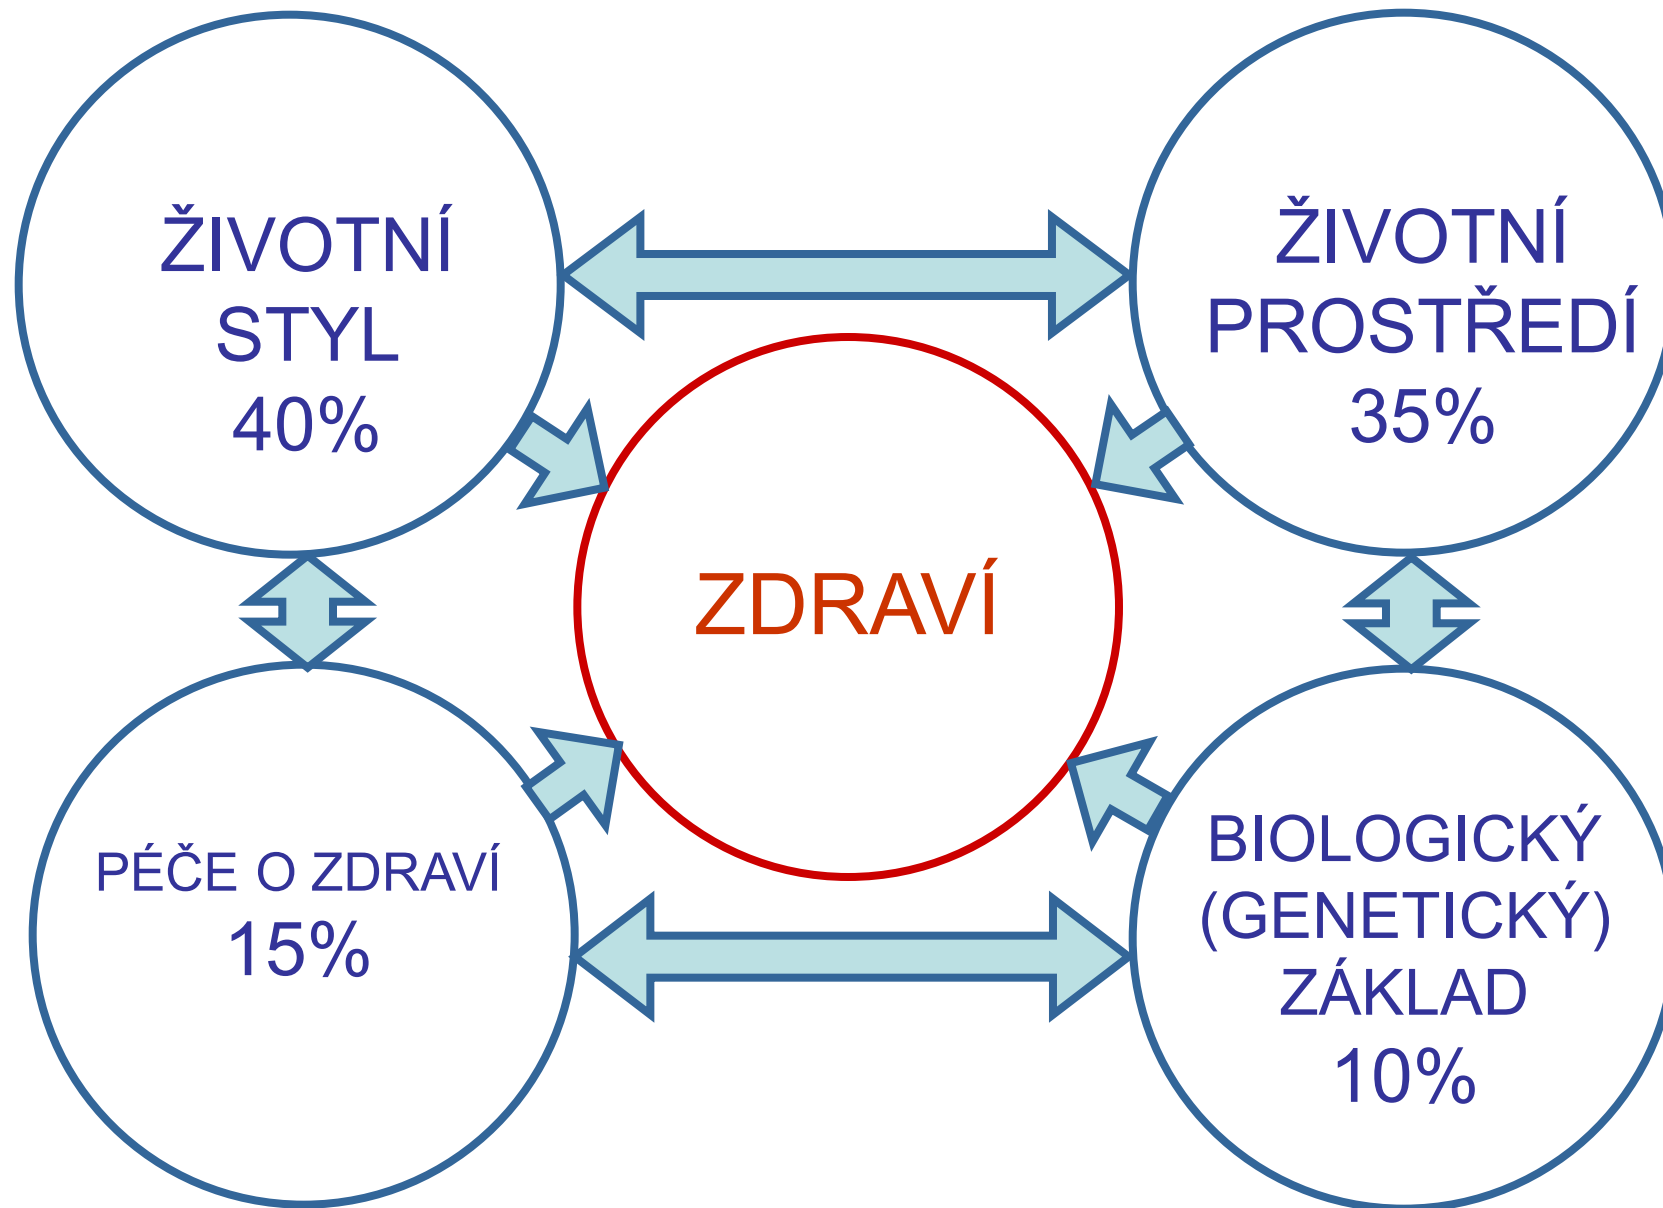 ŽIVOTNÍ
STYL
40%
ŽIVOTNÍ
PROSTŘEDÍ
35%
ZDRAVÍ
PÉČE O ZDRAVÍ
15%
BIOLOGICKÝ
(GENETICKÝ)
ZÁKLAD
10%